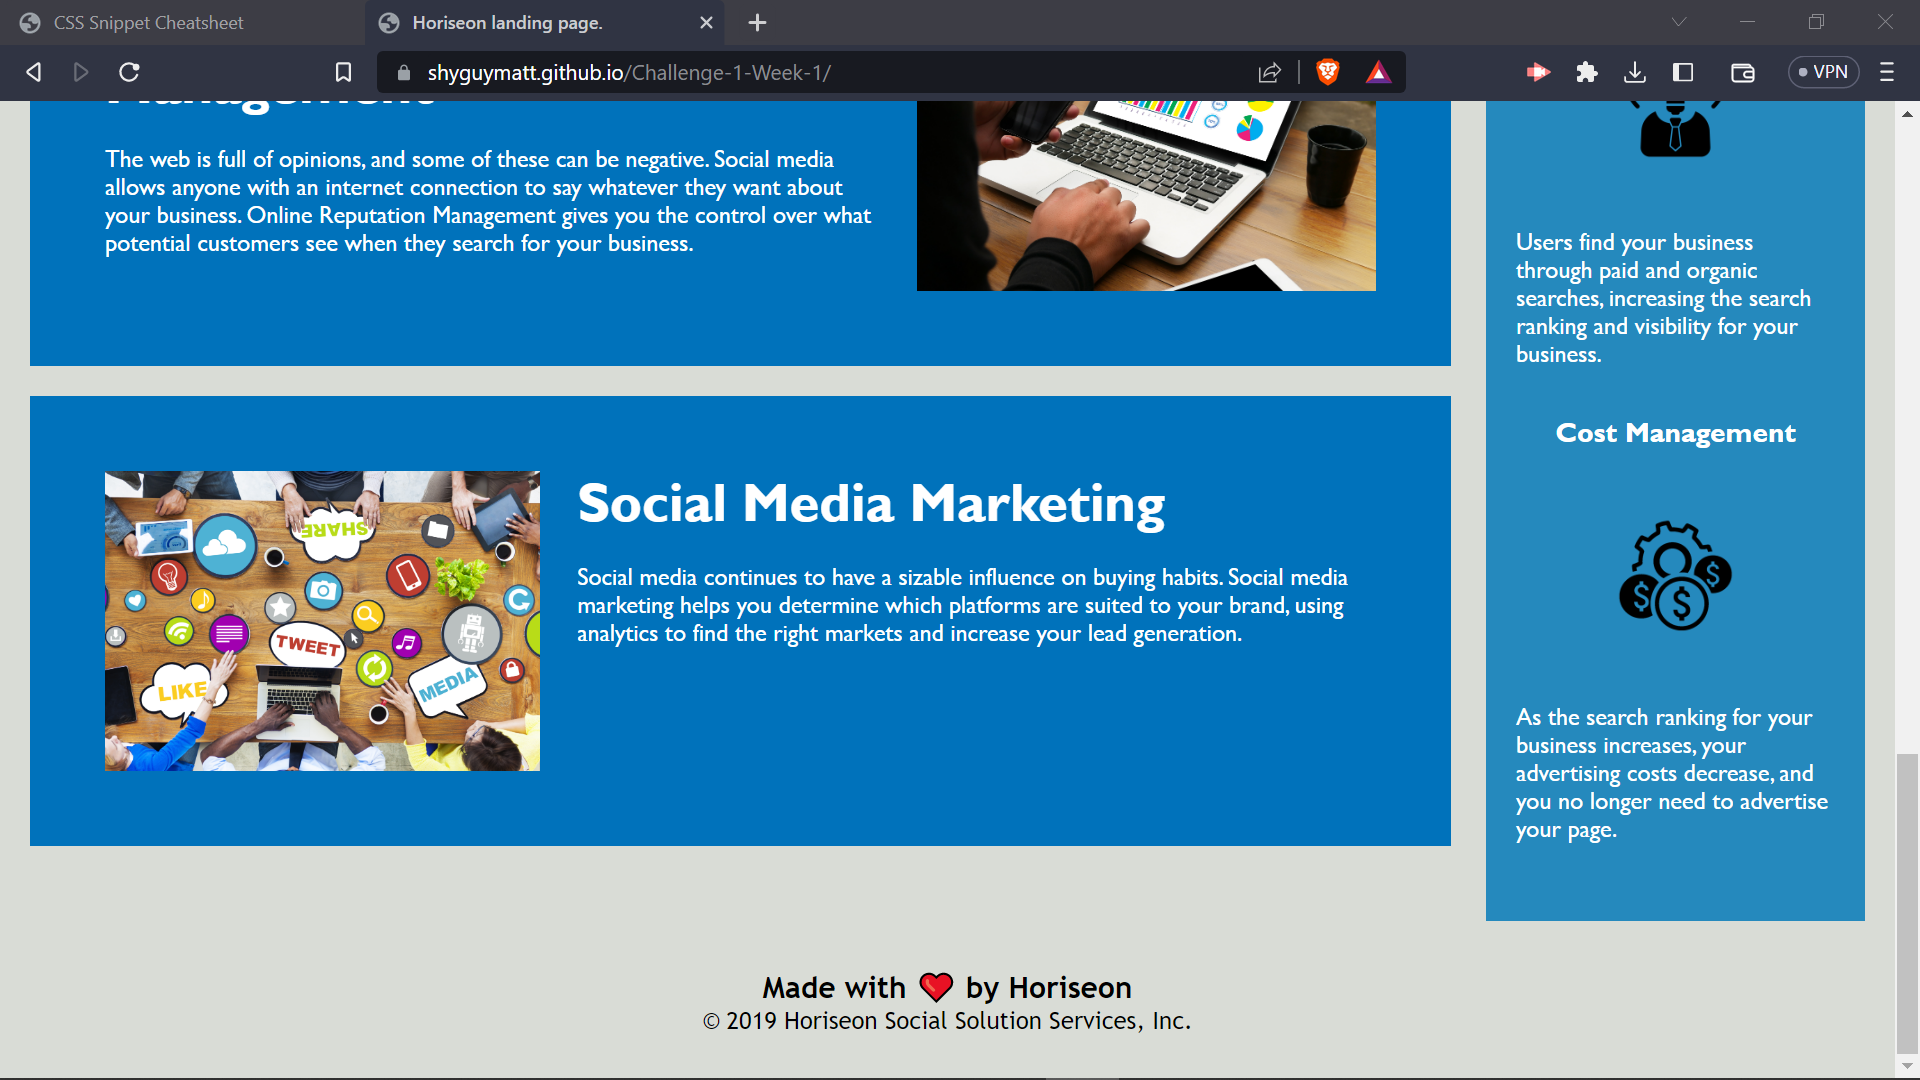 CSS Snippet Cheatsheet
Horiseon landing page.
shyguymatt.github.io/Challenge-1-Week-1/
VPN
Management
The web is full of opinions, and some of these can be negative. Social media
allows anyone with an internet connection to say whatever they want about
your business. Online Reputation Management gives you the control over what
potential customers see when they search for your business.
SHARE
TWEET
LIKE
MEDIA
Social Media Marketing
Social media continues to have a sizable influence on buying habits. Social media
marketing helps you determine which platforms are suited to your brand, using
analytics to find the right markets and increase your lead generation.
Users find your business
through paid and organic
searches, increasing the search
ranking and visibility for your
business.
Cost Management
$ $ $
As the search ranking for your
business increases, your
advertising costs decrease, and
you no longer need to advertise
your page.
Made with ❤️ by Horiseon
© 2019 Horiseon Social Solution Services, Inc.